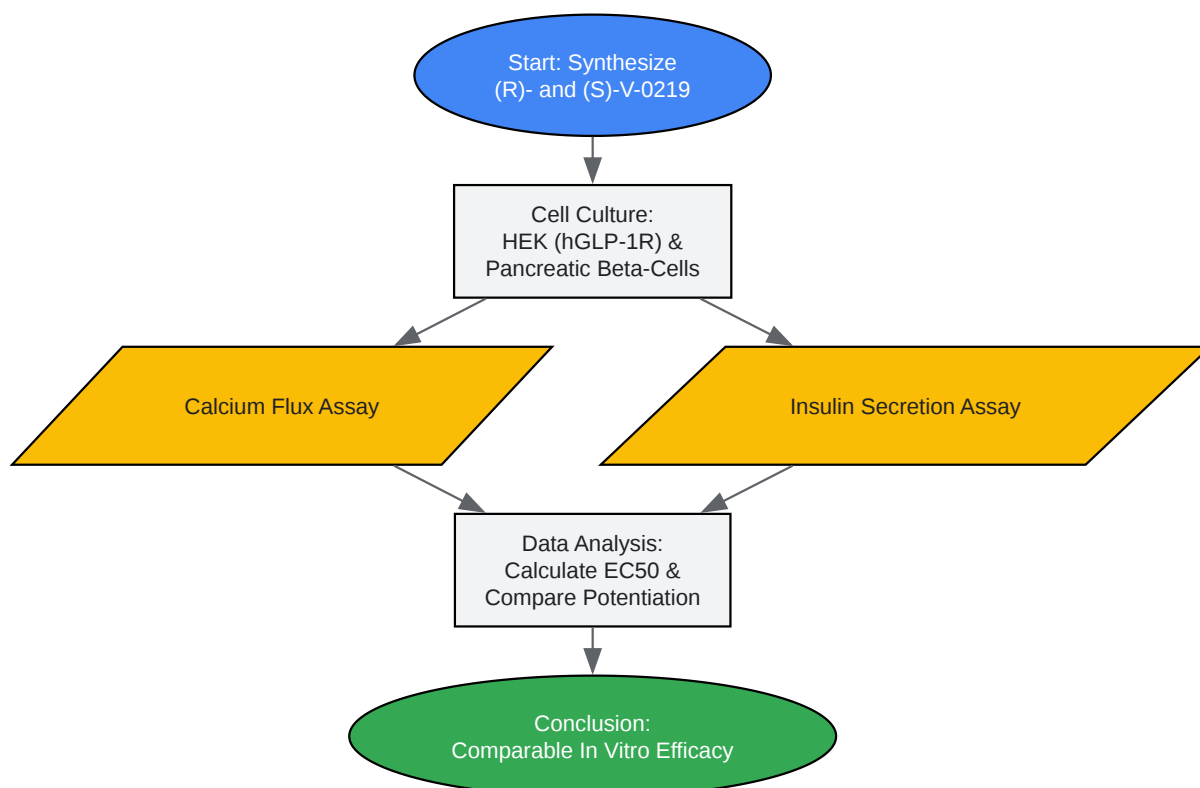 Start: Synthesize
(R)- and (S)-V-0219
Cell Culture:
HEK (hGLP-1R) &
Pancreatic Beta-Cells
Calcium Flux Assay
Insulin Secretion Assay
Data Analysis:
Calculate EC50 &
Compare Potentiation
Conclusion:
Comparable In Vitro Efficacy